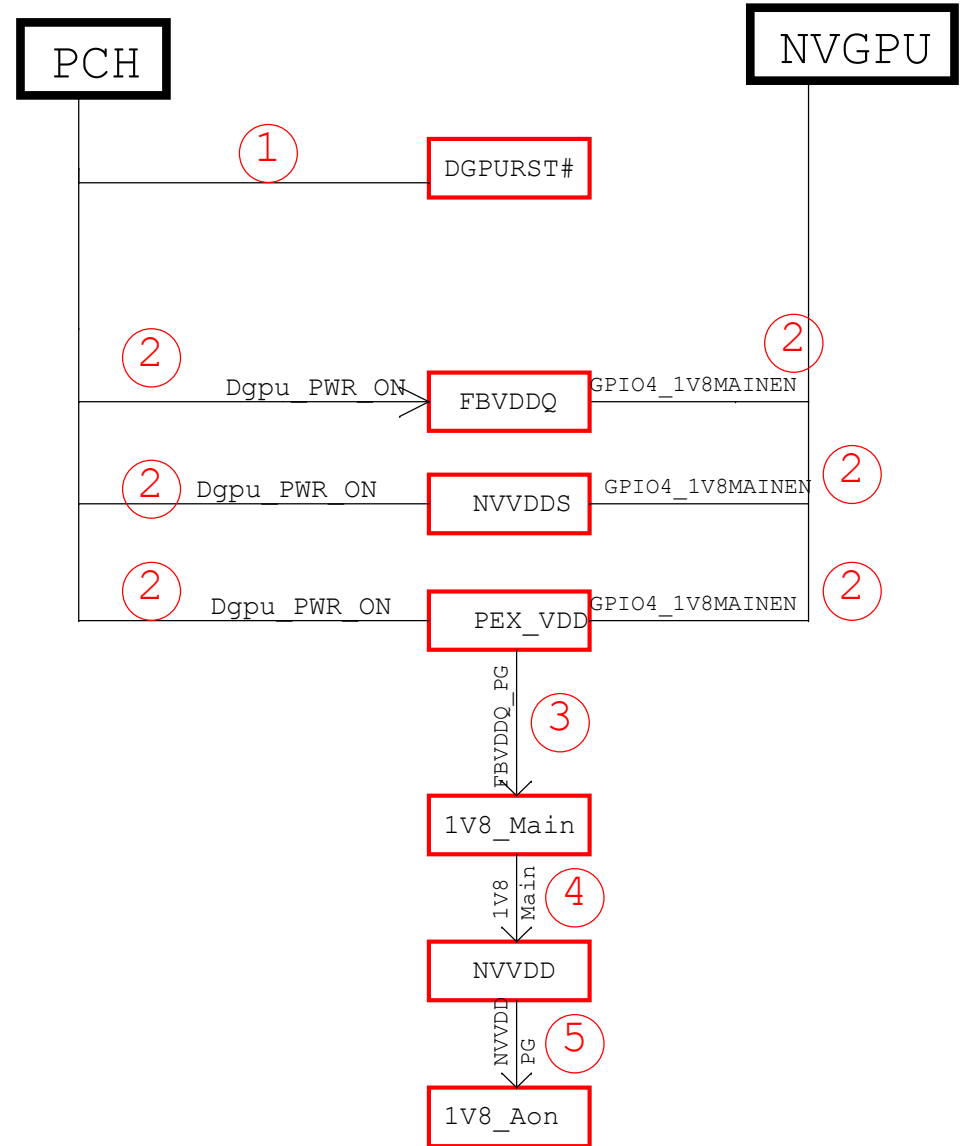 PCH
NVGPU
1
DGPURST#
2
2
Dgpu_PWR_ON
FBVDDQ
GPIO4_1V8MAINEN
2
Dgpu_PWR_ON
NVVDDS
GPIO4_1V8MAINEN
2
2
Dgpu_PWR_ON
PEX_VDD
GPIO4_1V8MAINEN
2
FBVDDQ_PG
3
1V8_Main
1V8
Main
4
NVVDD
NVVDD
PG
5
1V8_Aon